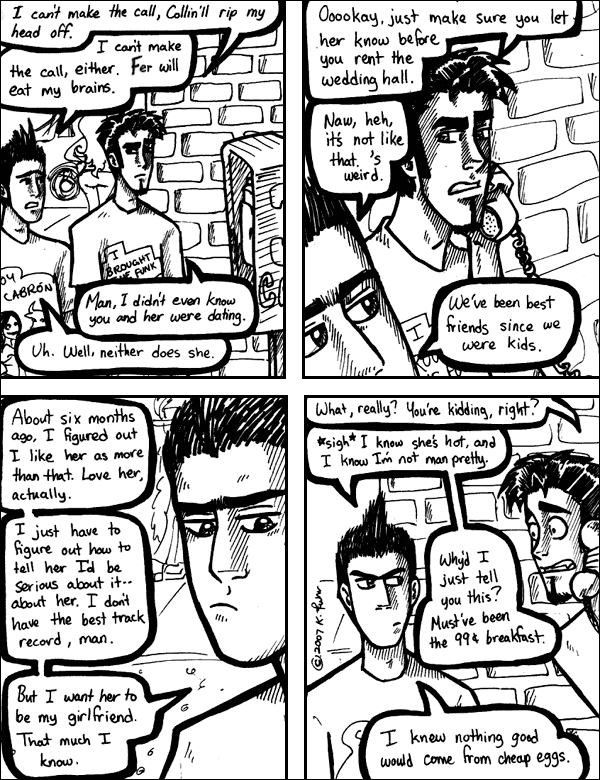 I can't make the call, Collin'll rip my
head off.
I can't make
the call, either. Fer will
eat my brains.
OY
CABRÓN
I
BROUGHT
THE FUNK
Man, I didn't even know
you and her were dating.
Uh. Well, neither does she.
Ooookay, just make sure you let
her know before
you rent the
wedding hall.
Naw, heh,
it's not like
that. 's
weird.
I
We've been best
friends since we
were kids.
About six months
ago, I figured out
I like her as more
than that. Love her,
actually.
I just have to
figure out how to
tell her I'd be
serious about it--
about her. I don't
have the best track
record, man.
But I want her to
be my girlfriend.
That much I
know.
What, really? You're kidding, right?
*sigh* I know she's hot, and
I know I'm not man pretty.
Why'd I
just tell
you this?
Must've been
the 99¢ breakfast.
©2007 K.
I knew nothing good
would come from cheap eggs.